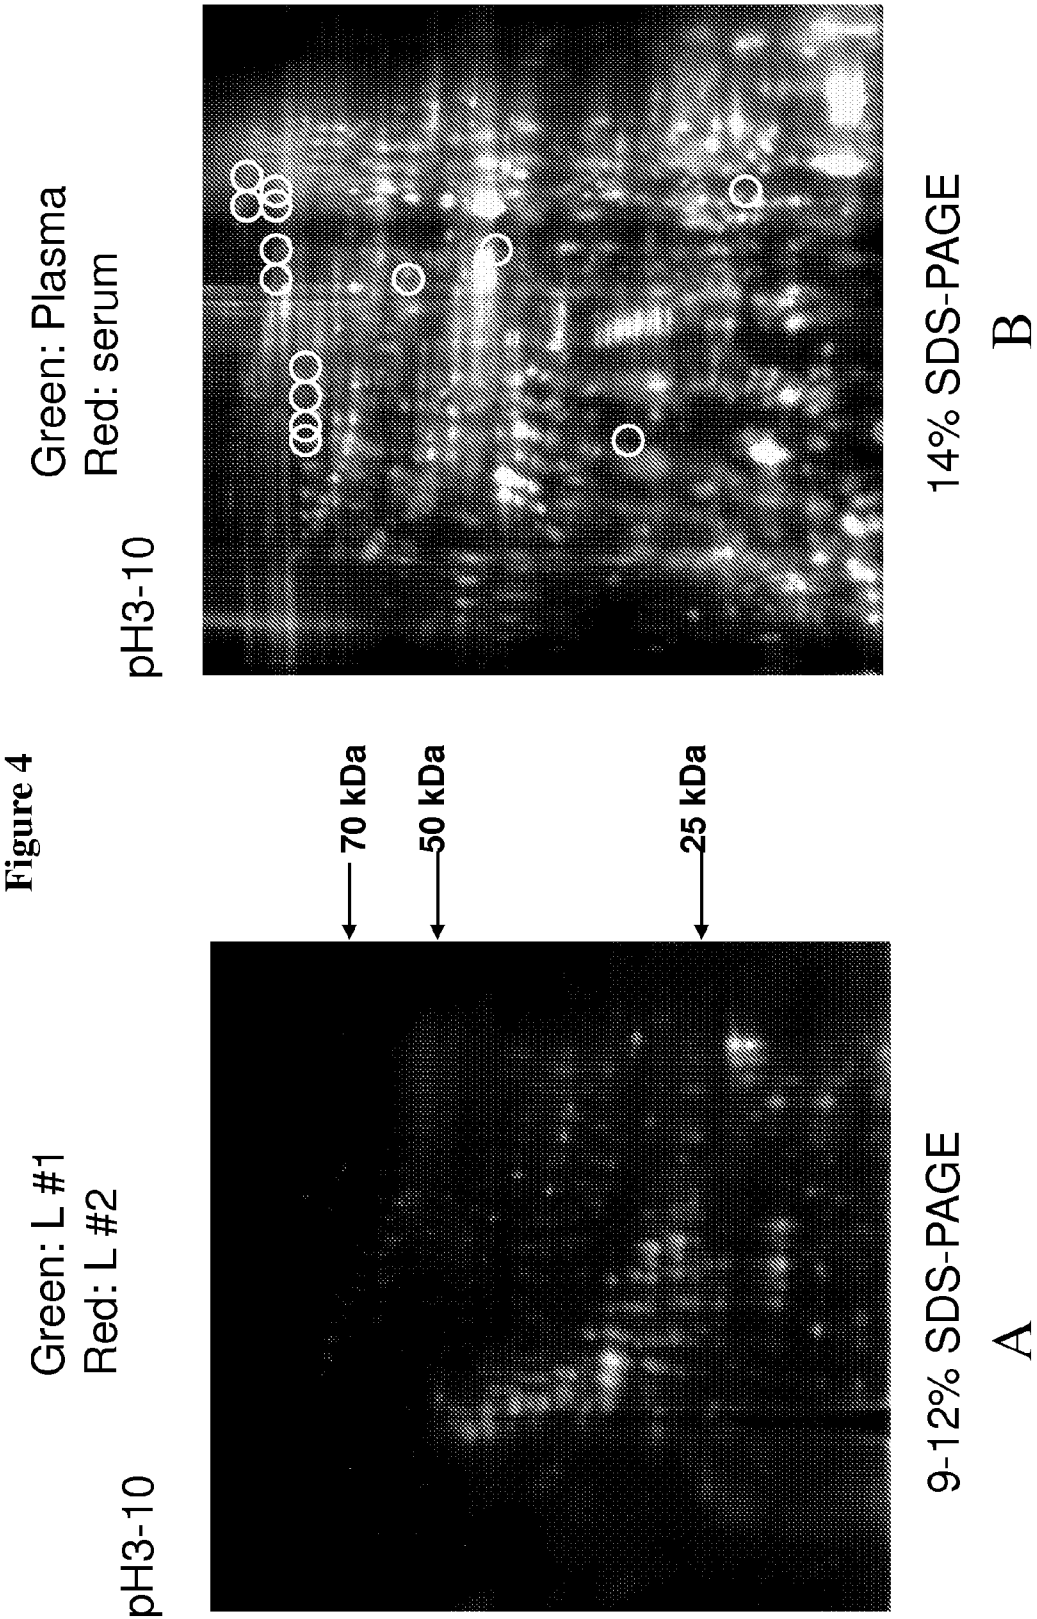 Figure 4
Green: L #1
Red: L #2
pH3-10
70 kDa
50 kDa
25 kDa
9-12% SDS-PAGE
A
Green: Plasma
Red: serum
pH3-10
14% SDS-PAGE
B